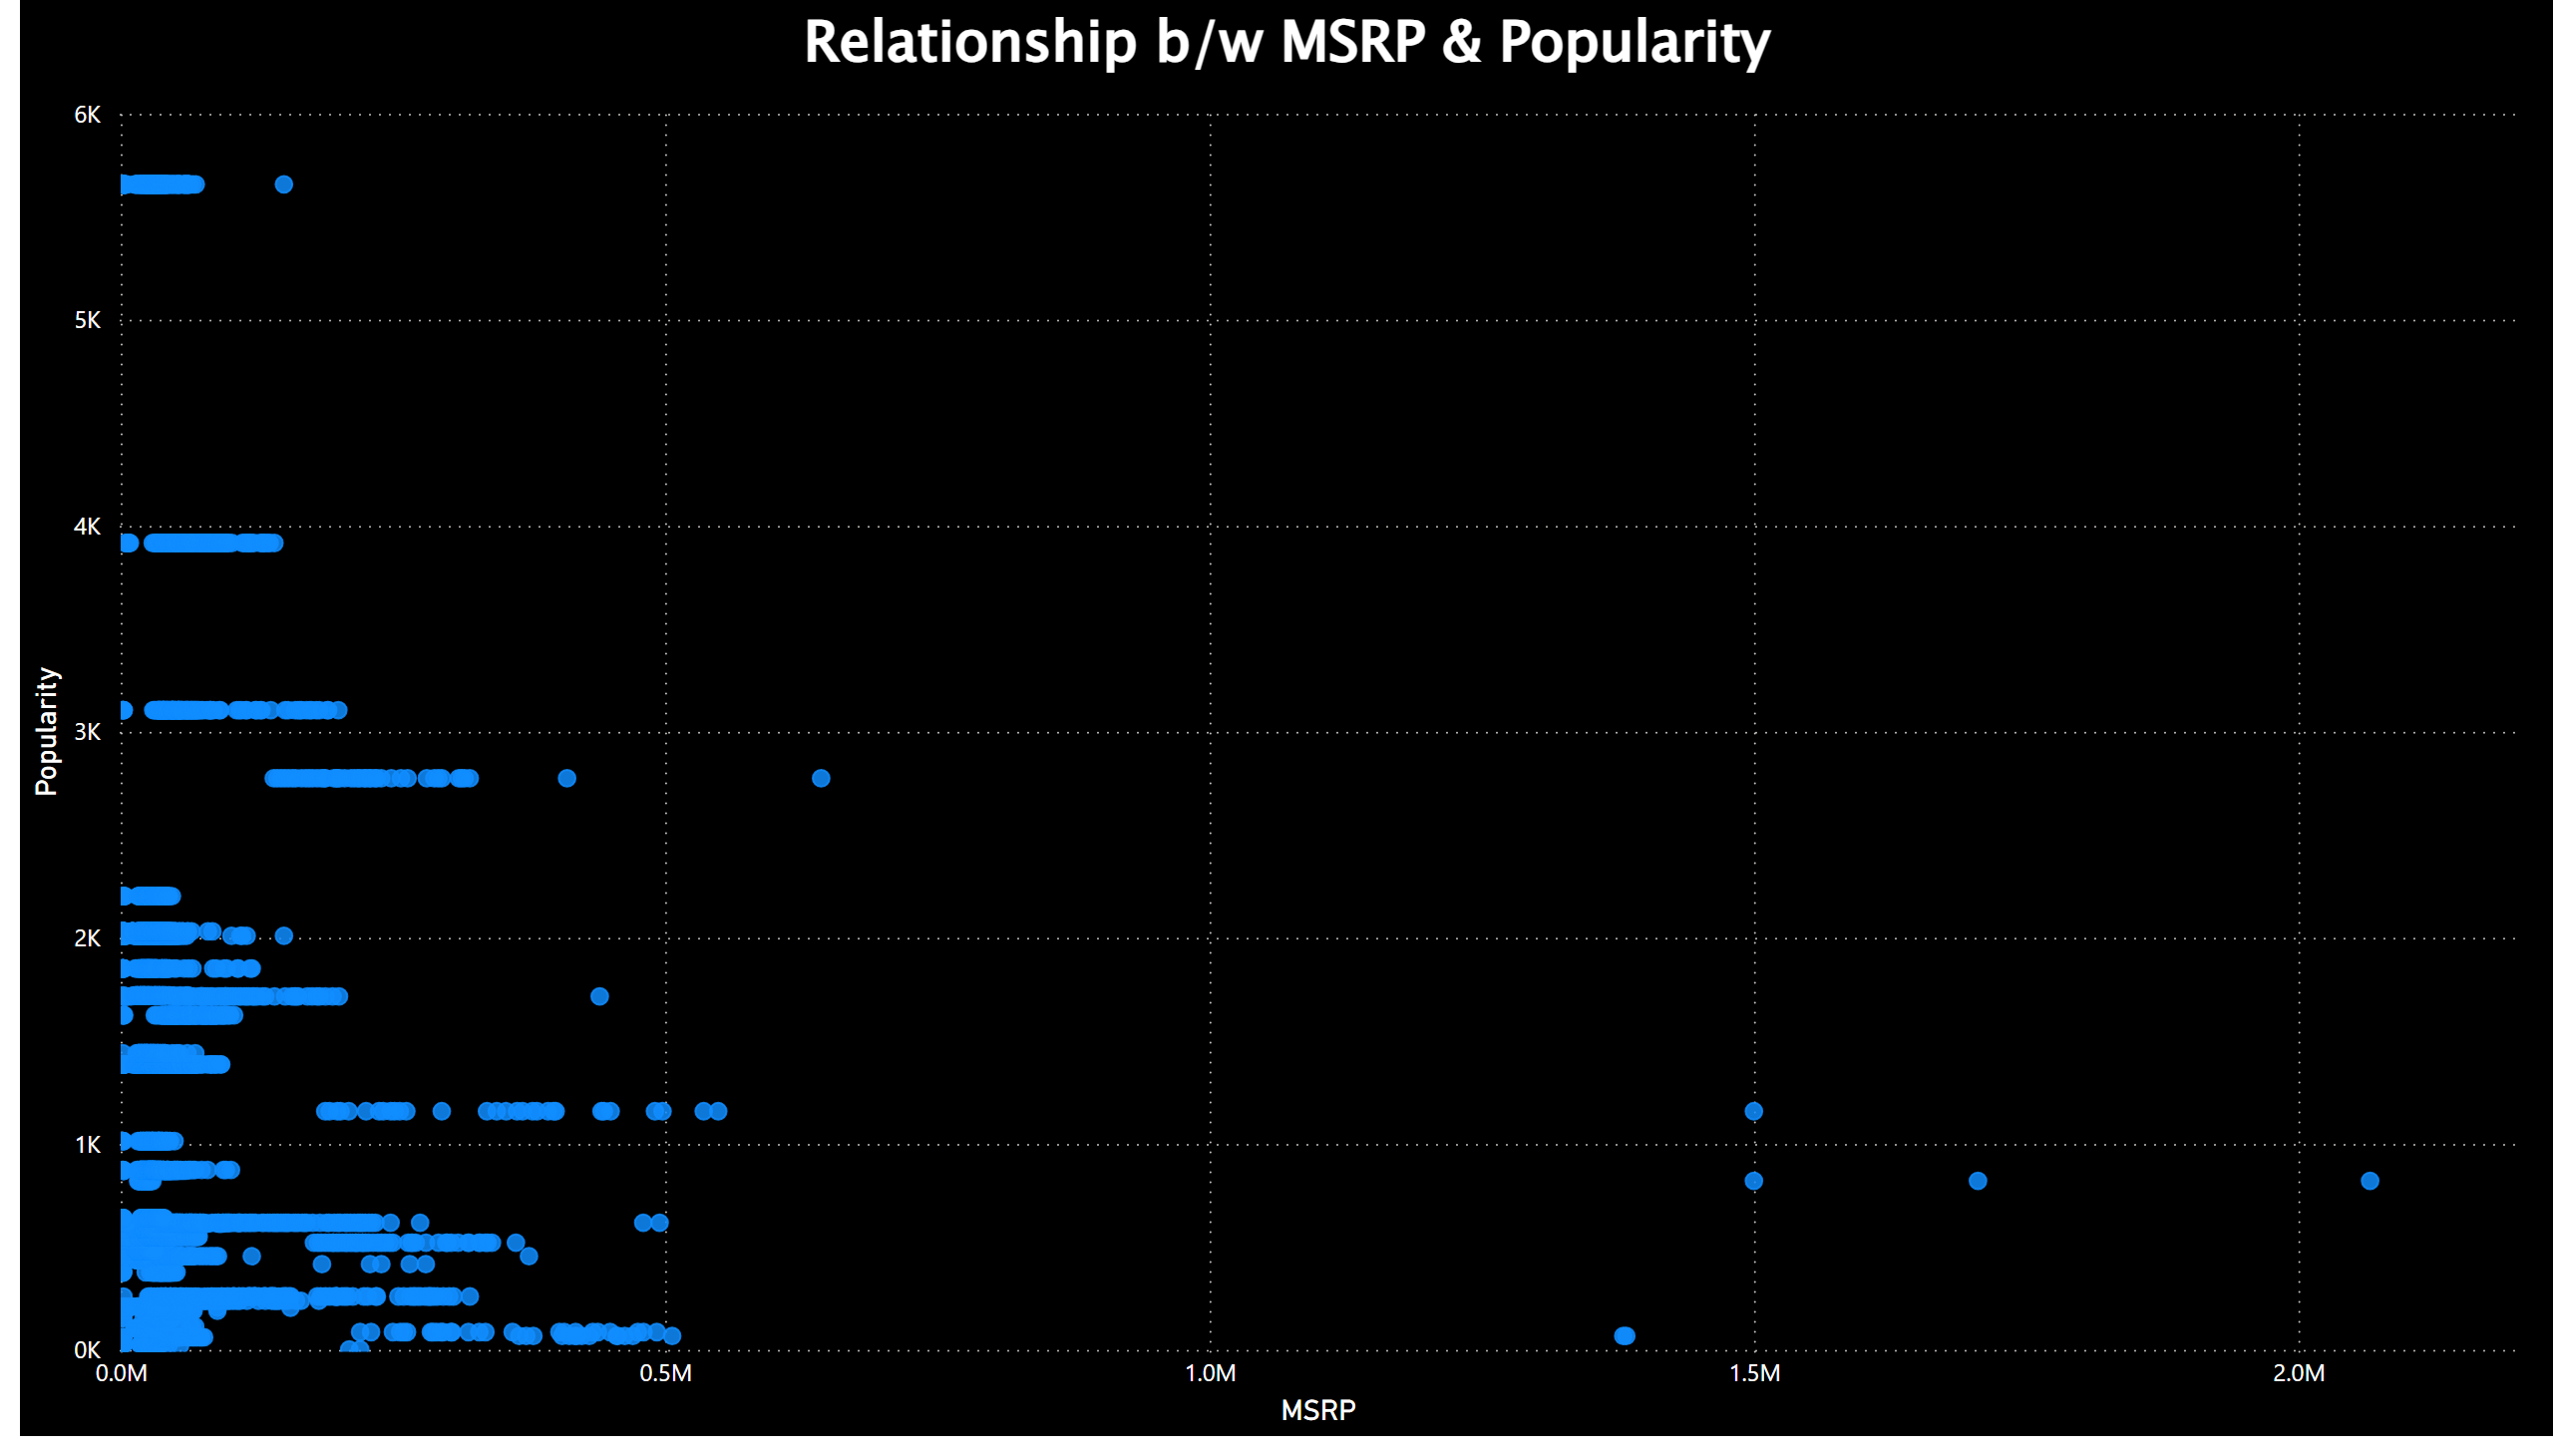 Relationship b/w MSRP & Popularity
6K
5K
4K
3K
2K
1K
0K
Popularity
0.0M 0.5M 1.0M 1.5M 2.0M
MSRP